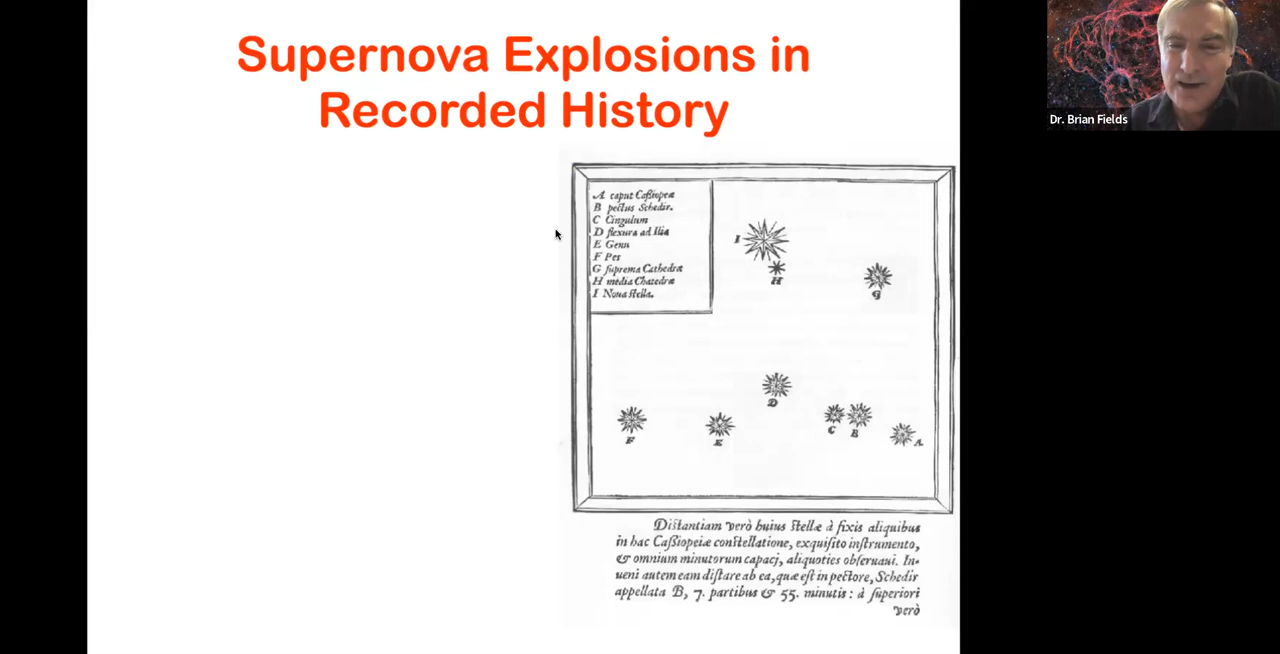 Supernova Explosions in
Recorded History
Dr. Brian Fields
A caput Caſsiopeæ
B pectus Schedir.
C Cingulum
D flexura ad Ilia
E Genu
F Pes
G ſuprema Cathedræ
H media Chatedræ
I Noua ſtella.
I
H
G
D
F
E
C
B
A
Distantiam verò huius ſtellæ à fixis aliquibus
in hac Caſsiopeiæ conſtellatione, exquiſito inſtrumento,
& omnium minutorum capacj, aliquoties obſeruaui. In-
ueni autem eam diſtare ab ea, quæ eſt in pectore, Schedir
appellata B, 7. partibus & 55. minutis : à ſuperiori
verò